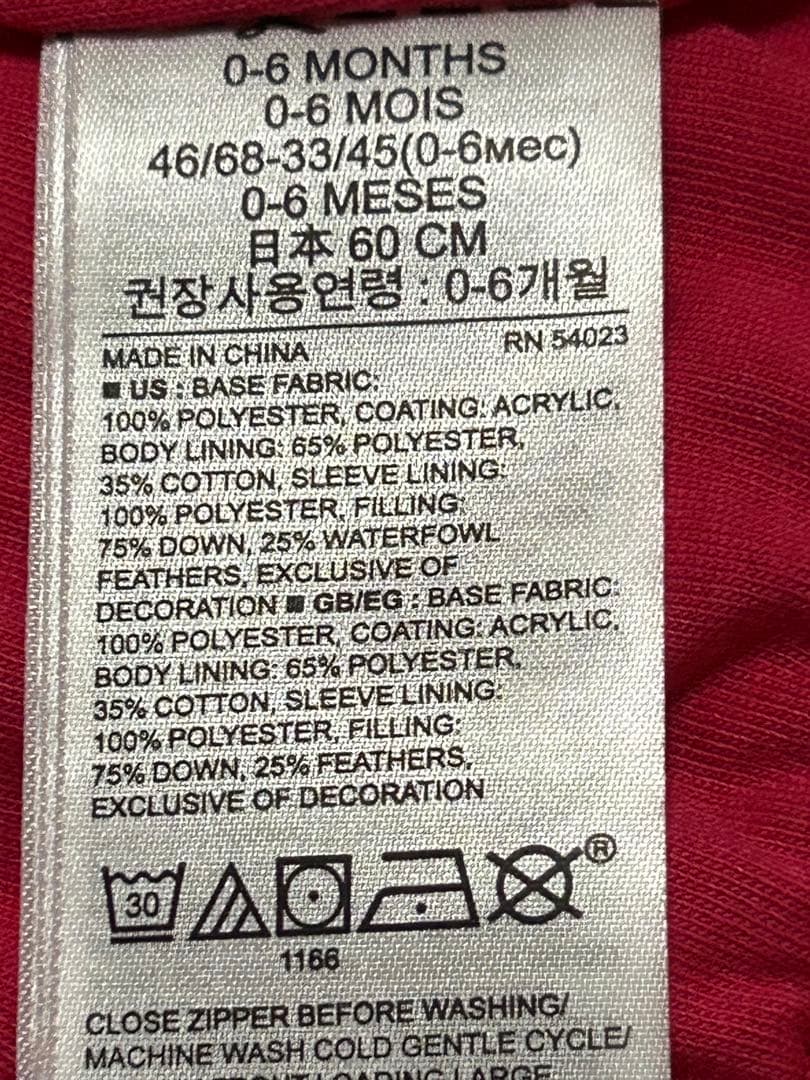 0-6 MONTHS
0-6 MOIS
46/68-33/45(0-6мес)
0-6 MESES
日本 60 CM
권장사용연령 : 0-6개월
MADE IN CHINA RN 54023
■ US : BASE FABRIC:
100% POLYESTER, COATING: ACRYLIC,
BODY LINING: 65% POLYESTER,
35% COTTON, SLEEVE LINING:
100% POLYESTER, FILLING:
75% DOWN, 25% WATERFOWL
FEATHERS, EXCLUSIVE OF
DECORATION ■ GB/EG : BASE FABRIC:
100% POLYESTER, COATING: ACRYLIC,
BODY LINING: 65% POLYESTER,
35% COTTON, SLEEVE LINING:
100% POLYESTER, FILLING:
75% DOWN, 25% FEATHERS,
EXCLUSIVE OF DECORATION
30 ®
1166
CLOSE ZIPPER BEFORE WASHING/
MACHINE WASH COLD GENTLE CYCLE/
LOADING LARGE